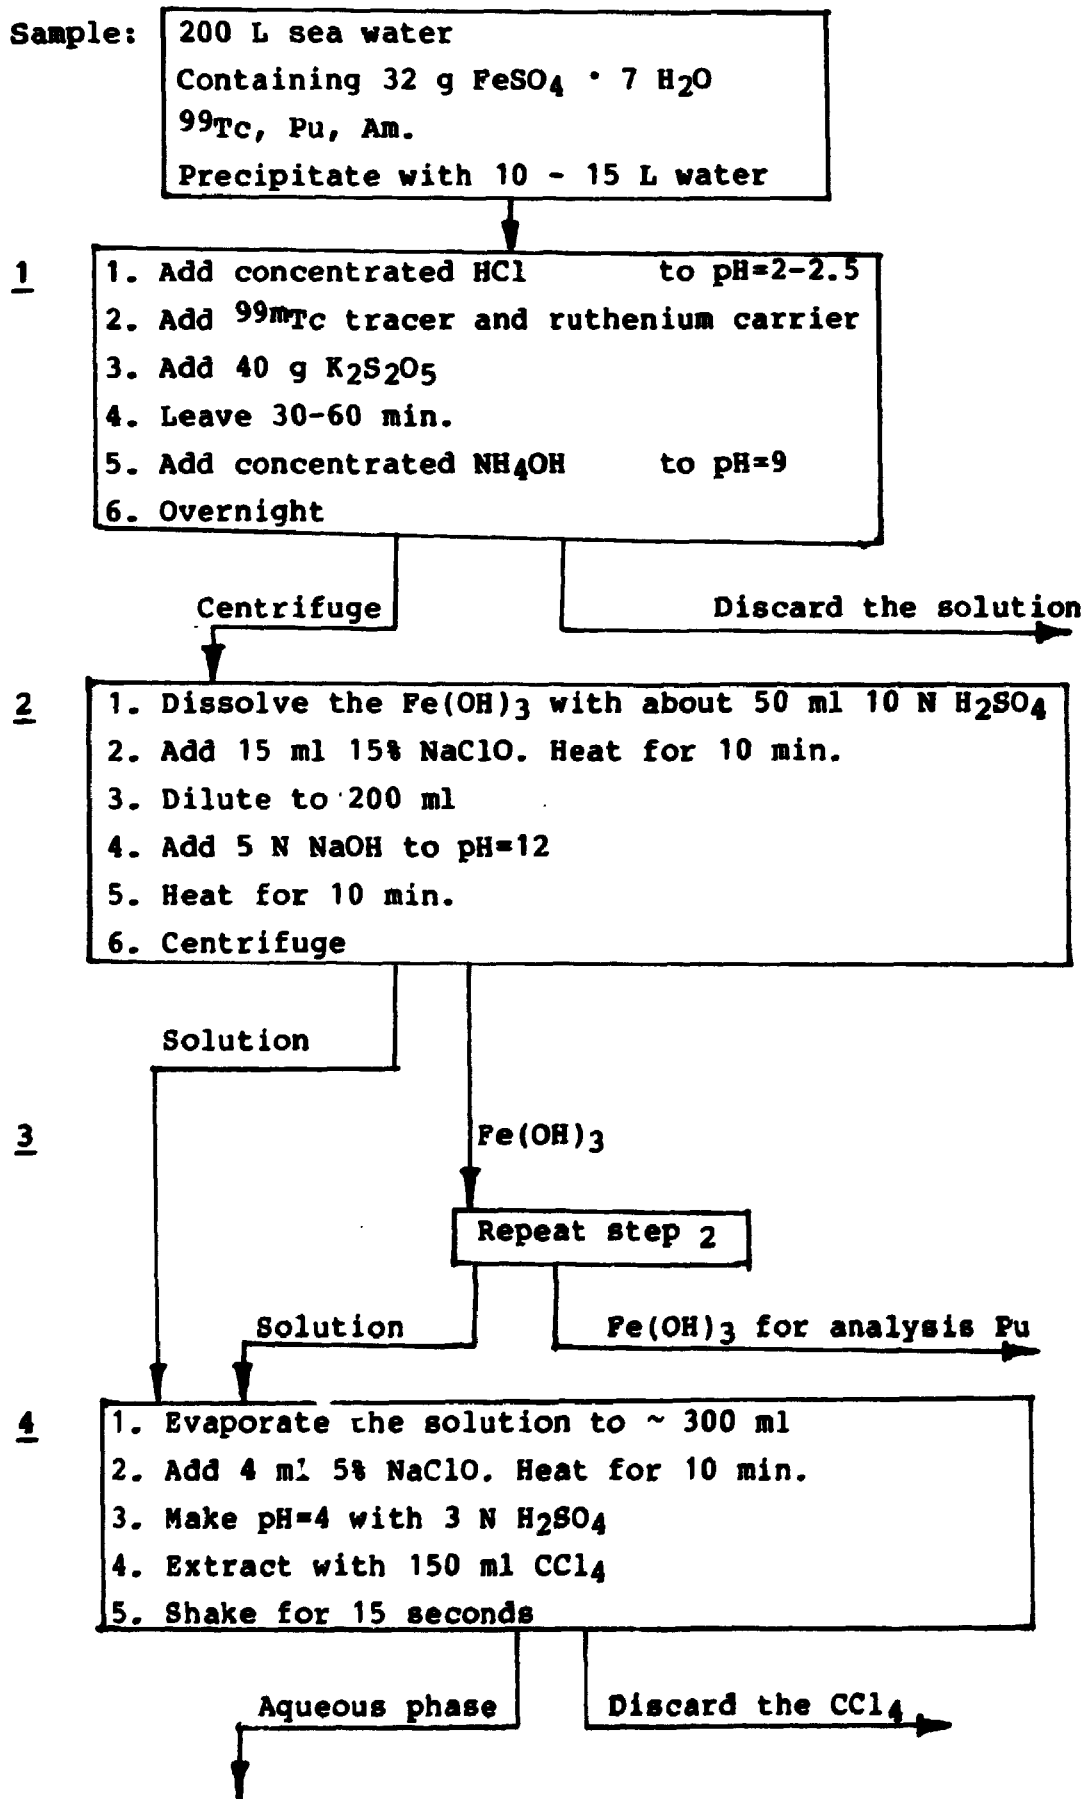 Sample:
200 L sea water
Containing 32 g FeSO4 · 7 H2O
99Tc, Pu, Am.
Precipitate with 10 - 15 L water
1
1. Add concentrated HCl to pH=2-2.5
2. Add 99mTc tracer and ruthenium carrier
3. Add 40 g K2S2O5
4. Leave 30-60 min.
5. Add concentrated NH4OH to pH=9
6. Overnight
Centrifuge
Discard the solution
2
1. Dissolve the Fe(OH)3 with about 50 ml 10 N H2SO4
2. Add 15 ml 15% NaClO. Heat for 10 min.
3. Dilute to 200 ml
4. Add 5 N NaOH to pH=12
5. Heat for 10 min.
6. Centrifuge
Solution
3
Fe(OH)3
Repeat step 2
Solution
Fe(OH)3 for analysis Pu
4
1. Evaporate the solution to ~ 300 ml
2. Add 4 ml 5% NaClO. Heat for 10 min.
3. Make pH=4 with 3 N H2SO4
4. Extract with 150 ml CCl4
5. Shake for 15 seconds
Aqueous phase
Discard the CCl4